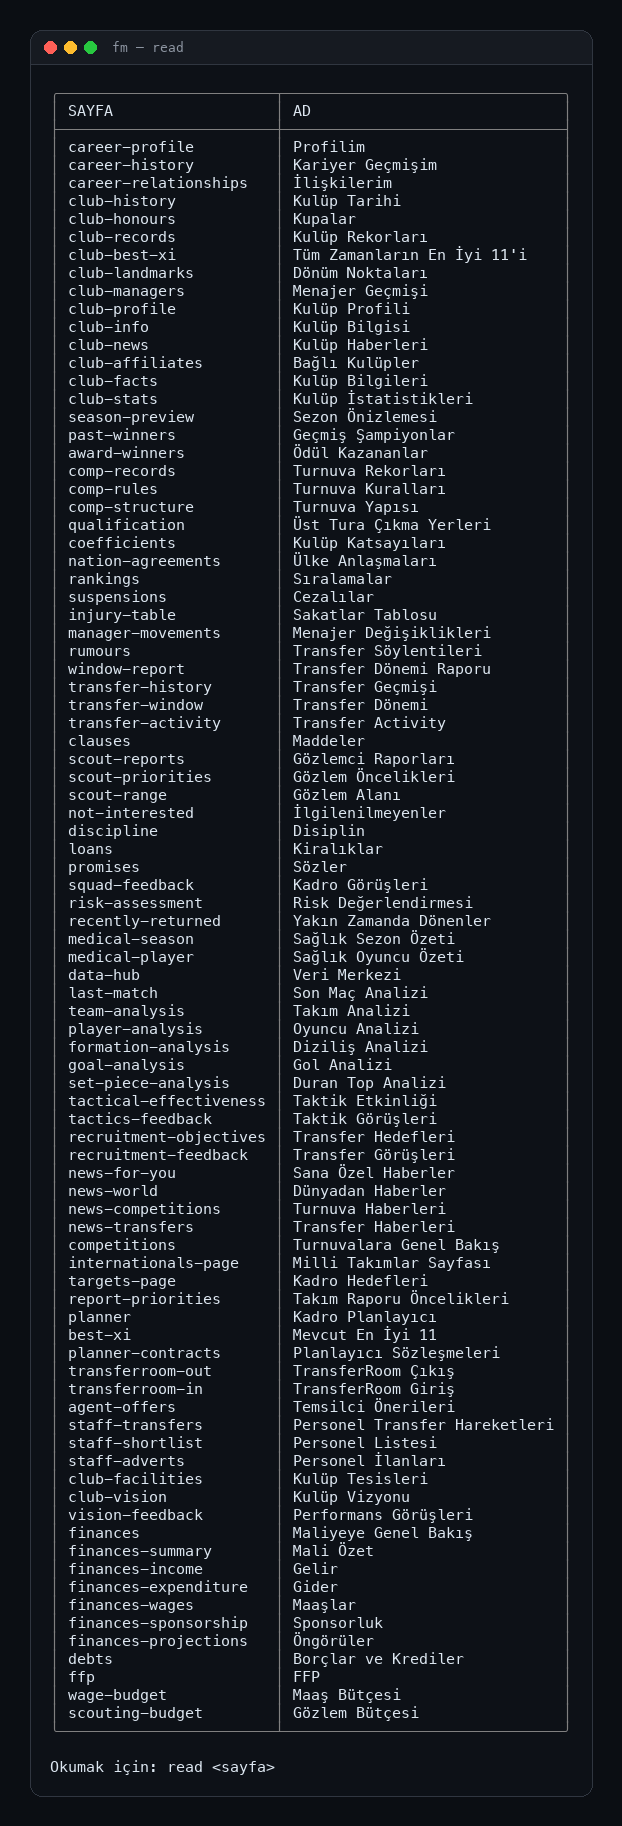 fm — read
SAYFA AD
career-profile Profilim
career-history Kariyer Geçmişim
career-relationships İlişkilerim
club-history Kulüp Tarihi
club-honours Kupalar
club-records Kulüp Rekorları
club-best-xi Tüm Zamanların En İyi 11'i
club-landmarks Dönüm Noktaları
club-managers Menajer Geçmişi
club-profile Kulüp Profili
club-info Kulüp Bilgisi
club-news Kulüp Haberleri
club-affiliates Bağlı Kulüpler
club-facts Kulüp Bilgileri
club-stats Kulüp İstatistikleri
season-preview Sezon Önizlemesi
past-winners Geçmiş Şampiyonlar
award-winners Ödül Kazananlar
comp-records Turnuva Rekorları
comp-rules Turnuva Kuralları
comp-structure Turnuva Yapısı
qualification Üst Tura Çıkma Yerleri
coefficients Kulüp Katsayıları
nation-agreements Ülke Anlaşmaları
rankings Sıralamalar
suspensions Cezalılar
injury-table Sakatlar Tablosu
manager-movements Menajer Değişiklikleri
rumours Transfer Söylentileri
window-report Transfer Dönemi Raporu
transfer-history Transfer Geçmişi
transfer-window Transfer Dönemi
transfer-activity Transfer Activity
clauses Maddeler
scout-reports Gözlemci Raporları
scout-priorities Gözlem Öncelikleri
scout-range Gözlem Alanı
not-interested İlgilenilmeyenler
discipline Disiplin
loans Kiralıklar
promises Sözler
squad-feedback Kadro Görüşleri
risk-assessment Risk Değerlendirmesi
recently-returned Yakın Zamanda Dönenler
medical-season Sağlık Sezon Özeti
medical-player Sağlık Oyuncu Özeti
data-hub Veri Merkezi
last-match Son Maç Analizi
team-analysis Takım Analizi
player-analysis Oyuncu Analizi
formation-analysis Diziliş Analizi
goal-analysis Gol Analizi
set-piece-analysis Duran Top Analizi
tactical-effectiveness Taktik Etkinliği
tactics-feedback Taktik Görüşleri
recruitment-objectives Transfer Hedefleri
recruitment-feedback Transfer Görüşleri
news-for-you Sana Özel Haberler
news-world Dünyadan Haberler
news-competitions Turnuva Haberleri
news-transfers Transfer Haberleri
competitions Turnuvalara Genel Bakış
internationals-page Milli Takımlar Sayfası
targets-page Kadro Hedefleri
report-priorities Takım Raporu Öncelikleri
planner Kadro Planlayıcı
best-xi Mevcut En İyi 11
planner-contracts Planlayıcı Sözleşmeleri
transferroom-out TransferRoom Çıkış
transferroom-in TransferRoom Giriş
agent-offers Temsilci Önerileri
staff-transfers Personel Transfer Hareketleri
staff-shortlist Personel Listesi
staff-adverts Personel İlanları
club-facilities Kulüp Tesisleri
club-vision Kulüp Vizyonu
vision-feedback Performans Görüşleri
finances Maliyeye Genel Bakış
finances-summary Mali Özet
finances-income Gelir
finances-expenditure Gider
finances-wages Maaşlar
finances-sponsorship Sponsorluk
finances-projections Öngörüler
debts Borçlar ve Krediler
ffp FFP
wage-budget Maaş Bütçesi
scouting-budget Gözlem Bütçesi
Okumak için: read <sayfa>